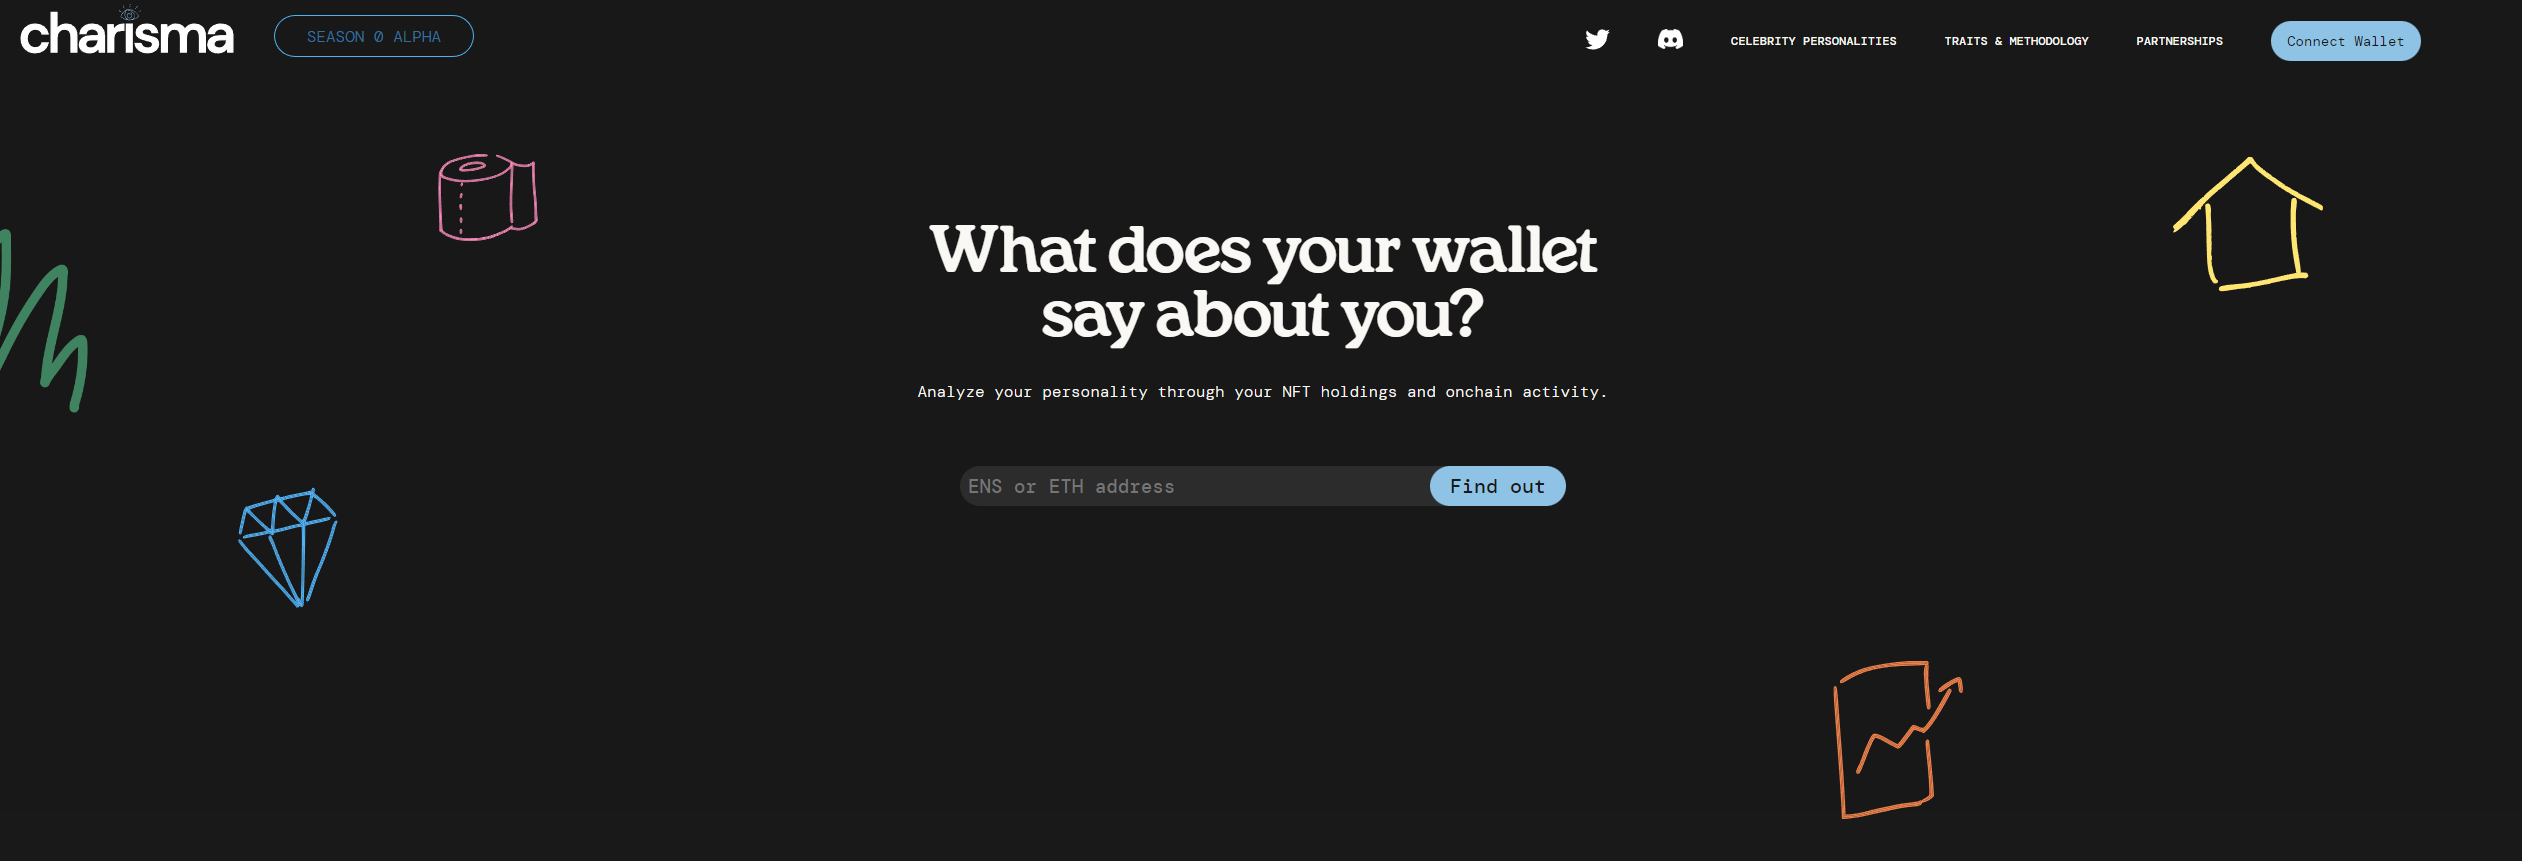 charisma
SEASON 0 ALPHA
CELEBRITY PERSONALITIES
TRAITS & METHODOLOGY
PARTNERSHIPS
Connect Wallet
What does your wallet
say about you?
Analyze your personality through your NFT holdings and onchain activity.
ENS or ETH address
Find out